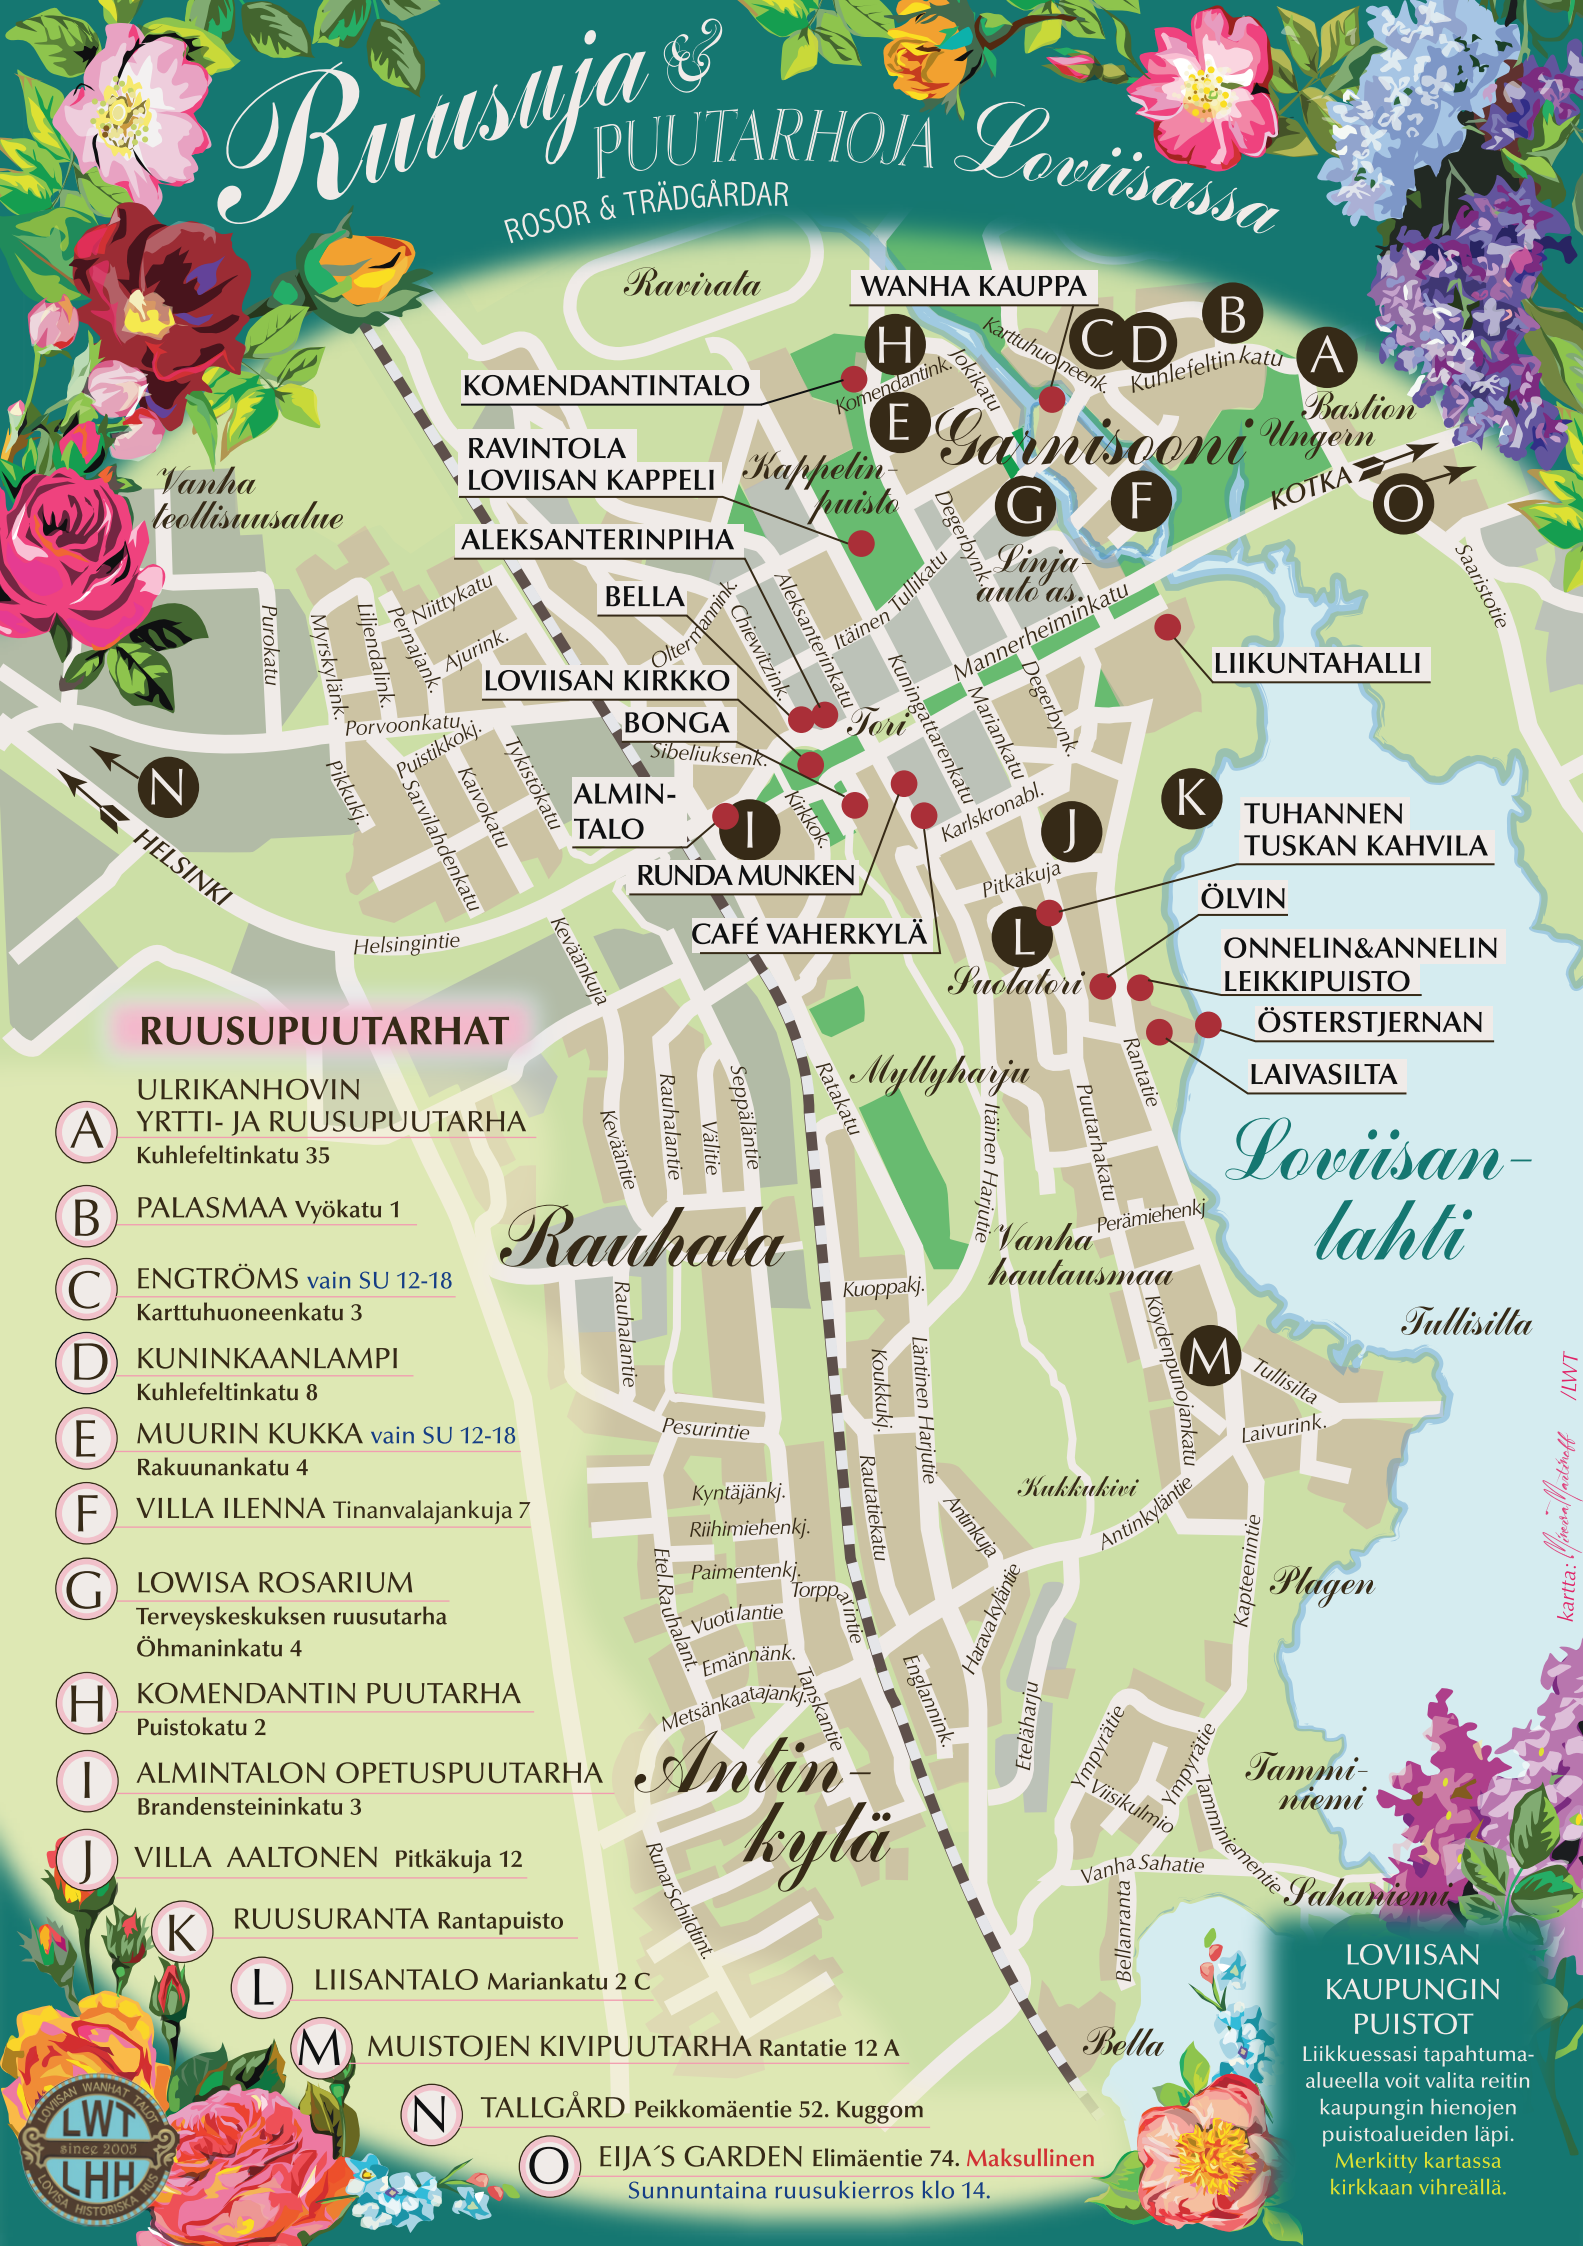 Ruusuja &
PUUTARHOJA Loviisassa
ROSOR & TRÄDGÅRDAR
Ravirata
WANHA KAUPPA
H
C
D
B
A
Karttuhuoneenk.
Jokikatu
Komendantink.
Kuhlefeltinkatu
KOMENDANTINTALO
E
Garnisooni
Bastion
Ungern
RAVINTOLA
LOVIISAN KAPPELI
Kappelin-
puisto
KOTKA
G
F
O
Vanha
teollisuusalue
ALEKSANTERINPIHA
Degerbynk.
Linja-
auto as.
Saaristotie
BELLA
Niittykatu
Oltermannink.
Chiewitzink.
Aleksanterinkatu
Itäinen Tullikatu
Mannerheiminkatu
Purokatu
Myrskylänk.
Liljendalink.
Pernajank.
Ajurink.
LIIKUNTAHALLI
LOVIISAN KIRKKO
Kuningattarenkatu
Mariankatu
Degerbynk.
BONGA
Tori
Porvoonkatu
Puistikkokj.
Sibeliuksenk.
N
Pikkukj.
Sarvilahdenkatu
Kaivokatu
Tykistökatu
ALMIN-
TALO
I
Kirkkok.
Karlskronabl.
J
K
TUHANNEN
TUSKAN KAHVILA
HELSINKI
RUNDA MUNKEN
Pitkäkuja
ÖLVIN
Helsingintie
Keväänkuja
CAFÉ VAHERKYLÄ
L
Suolatori
ONNELIN&ANNELIN
LEIKKIPUISTO
ÖSTERSTJERNAN
LAIVASILTA
RUUSUPUUTARHAT
A
ULRIKANHOVIN
YRTTI- JA RUUSUPUUTARHA
Kuhlefeltinkatu 35
B
PALASMAA Vyökatu 1
C
ENGTRÖMS vain SU 12-18
Karttuhuoneenkatu 3
D
KUNINKAANLAMPI
Kuhlefeltinkatu 8
E
MUURIN KUKKA vain SU 12-18
Rakuunankatu 4
F
VILLA ILENNA Tinanvalajankuja 7
G
LOWISA ROSARIUM
Terveyskeskuksen ruusutarha
Öhmaninkatu 4
H
KOMENDANTIN PUUTARHA
Puistokatu 2
I
ALMINTALON OPETUSPUUTARHA
Brandensteininkatu 3
J
VILLA AALTONEN Pitkäkuja 12
K
RUUSURANTA Rantapuisto
L
LIISANTALO Mariankatu 2 C
M
MUISTOJEN KIVIPUUTARHA Rantatie 12 A
N
TALLGÅRD Peikkomäentie 52. Kuggom
O
EIJA´S GARDEN Elimäentie 74. Maksullinen
Sunnuntaina ruusukierros klo 14.
Myllyharju
Ratakatu
Rantatie
Puutarhakatu
Itäinen Harjutie
Kevääntie
Rauhalantie
Välitie
Seppäläntie
Loviisan-
lahti
Rauhala
Perämiehenkj
Vanha
hautausmaa
Kuoppakj.
Rauhalantie
Köydenpunojankatu
Tullisilta
M
Tullisilta
Laivurink.
Koukkukj.
Läntinen Harjutie
Pesurintie
Kyntäjänkj.
Riihimiehenkj.
Paimentenkj.
Torpparintie
Rautatiekatu
Antinkuja
Kukkukivi
Antinkyläntie
Kapteenintie
Plagen
Etel.Rauhalant.
Vuotilantie
Emännänk.
Metsänkaatajankj.
Tanskantie
Englannink.
Haravakyläntie
Eteläharju
Ympyrätie
Ympyrätie
Viisikulmio
Tamminiementie
Tammi-
niemi
Antin-
kylä
RunarSchildtint.
Vanha Sahatie
Bellanranta
Sahaniemi
Bella
kartta: /LWT
LOVIISAN
KAUPUNGIN
PUISTOT
Liikkuessasi tapahtuma-
alueella voit valita reitin
kaupungin hienojen
puistoalueiden läpi.
Merkitty kartassa
kirkkaan vihreällä.
LOVIISAN WANHAT TALOT
LWT
since 2005
LHH
LOVISA HISTORISKA HUS